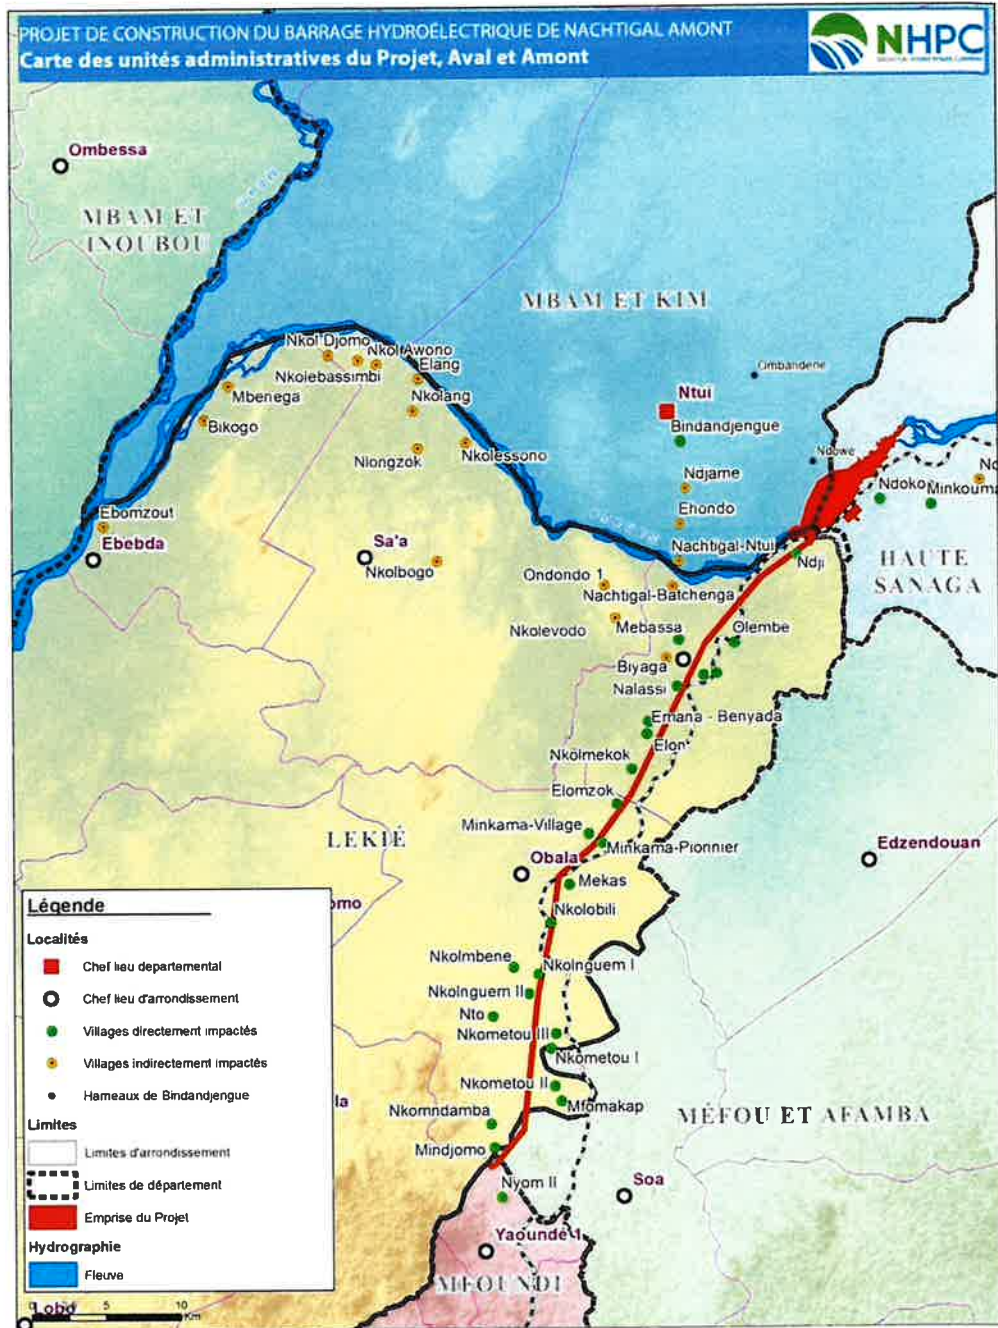 PROJET DE CONSTRUCTION DU BARRAGE HYDROÉLECTRIQUE DE NACHTIGAL AMONT
Carte des unités administratives du Projet, Aval et Amont
NHPC
Ombessa
MBAM ET
INOUBOU
MBAM ET KIM
Nkol Djomo
Nkol Awono
Elang
Nkolebassimbi
Mbenega
Nkolang
Bikogo
Nlongzok
Nkolessono
Ombandene
Ntui
Bindandjengue
Ndowe
Ndjame
Ndoko
Minkouma
Nd
Ehondo
Ebomzout
Ebebda
Sa'a
Nkolbogo
Nachtigal-Ntui
Ndji
HAUTE
SANAGA
Ondondo 1
Nachtigal-Batchenga
Nkolevodo
Mebassa
Olembe
Biyaga
Nalassi
Emana - Benyada
Elon
Nkolmekok
Elomzok
LEKIÉ
Minkama-Village
Minkama-Pionnier
Edzendouan
Obala
Mekas
omo
Nkolobili
Nkolmbene
Nkolnguem I
Nkolnguem II
Nto
Nkometou III
Nkometou I
Nkometou II
Mfomakap
la
Nkomndamba
MÉFOU ET AFAMBA
Mindjomo
Nyom II
Soa
Yaoundé 1
MFOUNDI
Légende
Localités
Chef lieu departemental
Chef lieu d'arrondissement
Villages directement impactés
Villages indirectement impactés
Hameaux de Bindandjengue
Limites
Limites d'arrondissement
Limites de département
Emprise du Projet
Hydrographie
Fleuve
0
10
Km
Lobo